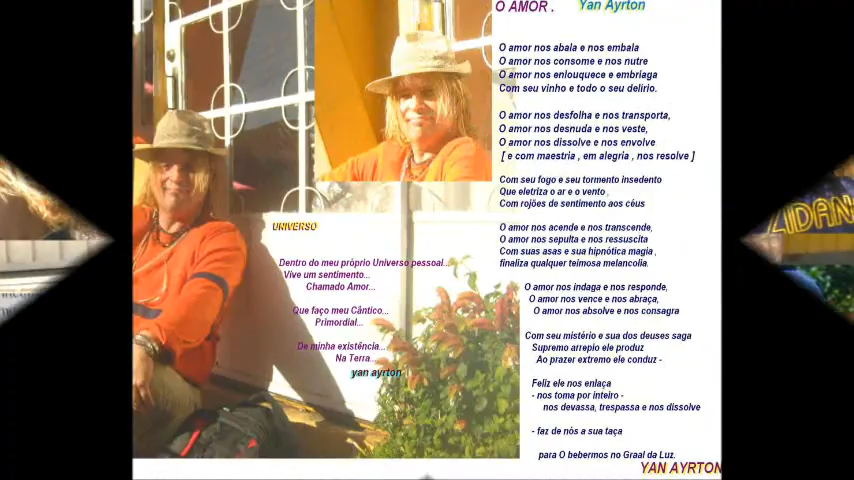 O AMOR . Yan Ayrton
O amor nos abala e nos embala
O amor nos consome e nos nutre
O amor nos enlouquece e embriaga
Com seu vinho e todo o seu delirio.
O amor nos desfolha e nos transporta,
O amor nos desnuda e nos veste,
O amor nos dissolve e nos envolve
[ e com maestria , em alegria , nos resolve ]
Com seu fogo e seu tormento insedento
Que eletriza o ar e o vento ,
Com rojões de sentimento aos céus
O amor nos acende e nos transcende,
O amor nos sepulta e nos ressuscita
Com suas asas e sua hipnótica magia ,
finaliza qualquer teimosa melancolia.
O amor nos indaga e nos responde,
O amor nos vence e nos abraça,
O amor nos absolve e nos consagra
Com seu mistério e sua dos deuses saga
Supremo arrepio ele produz
Ao prazer extremo ele conduz -
Feliz ele nos enlaça
- nos toma por inteiro -
nos devassa, trespassa e nos dissolve
- faz de nós a sua taça
para O bebermos no Graal da Luz.
YAN AYRTON
UNIVERSO
Dentro do meu próprio Universo pessoal...
Vive um sentimento...
Chamado Amor...
Que faço meu Cântico...
Primordial...
De minha existência...
Na Terra...
yan ayrton
ZIDAN